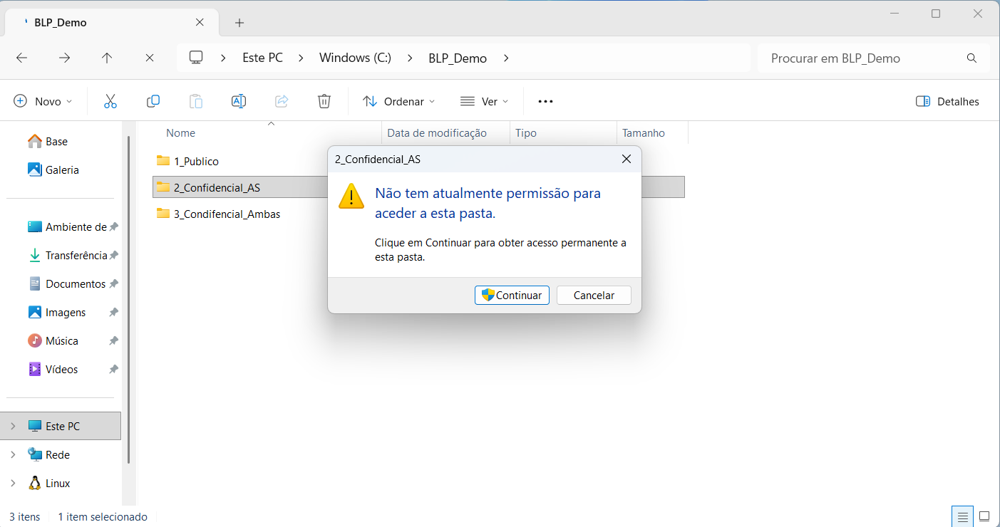 BLP_Demo
Este PC
Windows (C:)
BLP_Demo
Procurar em BLP_Demo
Novo
Ordenar
Ver
Detalhes
Nome
Data de modificação
Tipo
Tamanho
Base
Galeria
Ambiente de
Transferência
Documentos
Imagens
Música
Vídeos
Este PC
Rede
Linux
1_Publico
2_Confidencial_AS
3_Condifencial_Ambas
2_Confidencial_AS
Não tem atualmente permissão para
aceder a esta pasta.
Clique em Continuar para obter acesso permanente a
esta pasta.
Continuar
Cancelar
3 itens
1 item selecionado